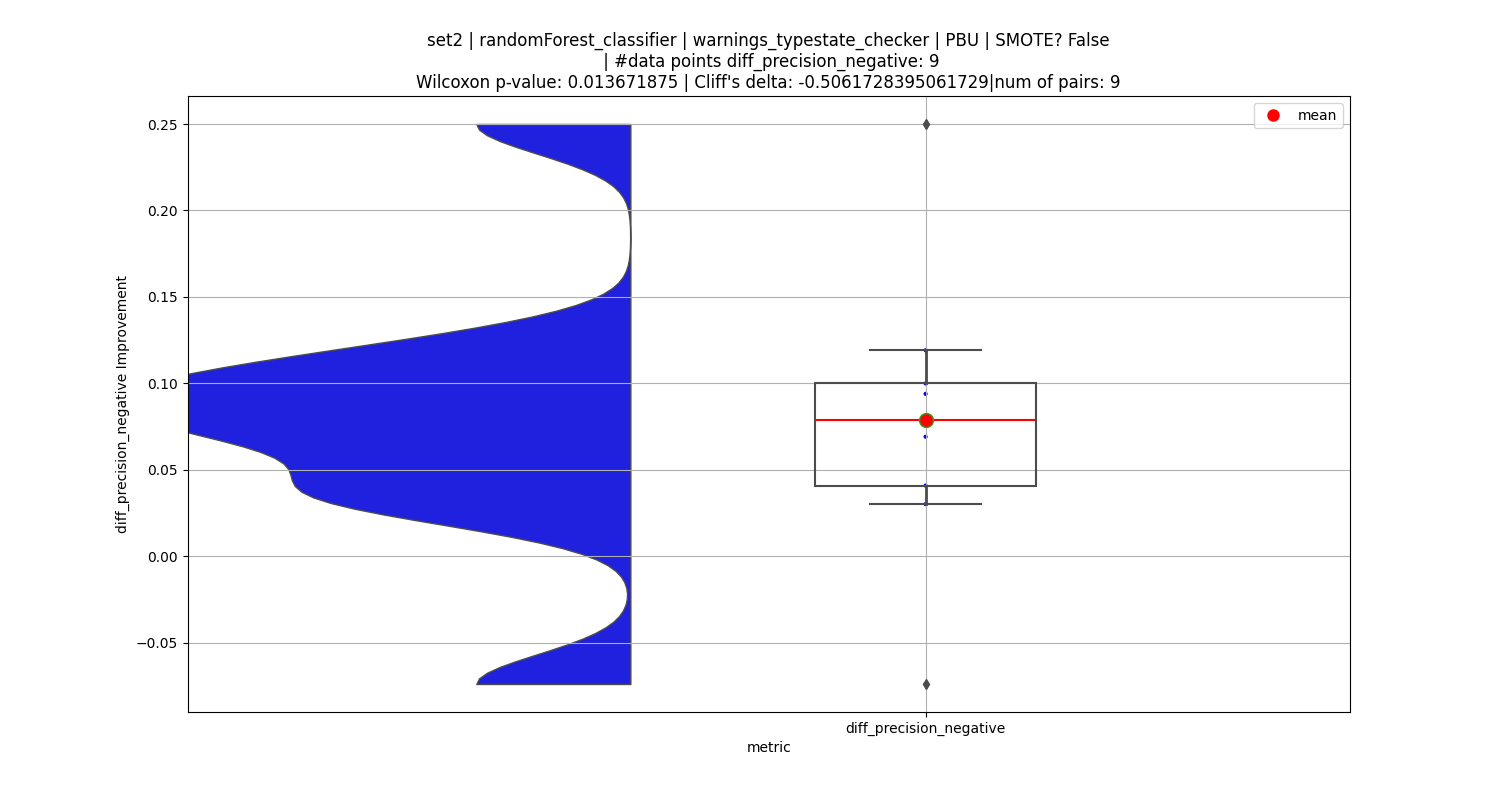 set2 | randomForest_classifier | warnings_typestate_checker | PBU | SMOTE? False
| #data points diff_precision_negative: 9
Wilcoxon p-value: 0.013671875 | Cliff's delta: -0.5061728395061729|num of pairs: 9
mean
0.25
0.20
0.15
0.10
0.05
0.00
−0.05
diff_precision_negative Improvement
diff_precision_negative
metric